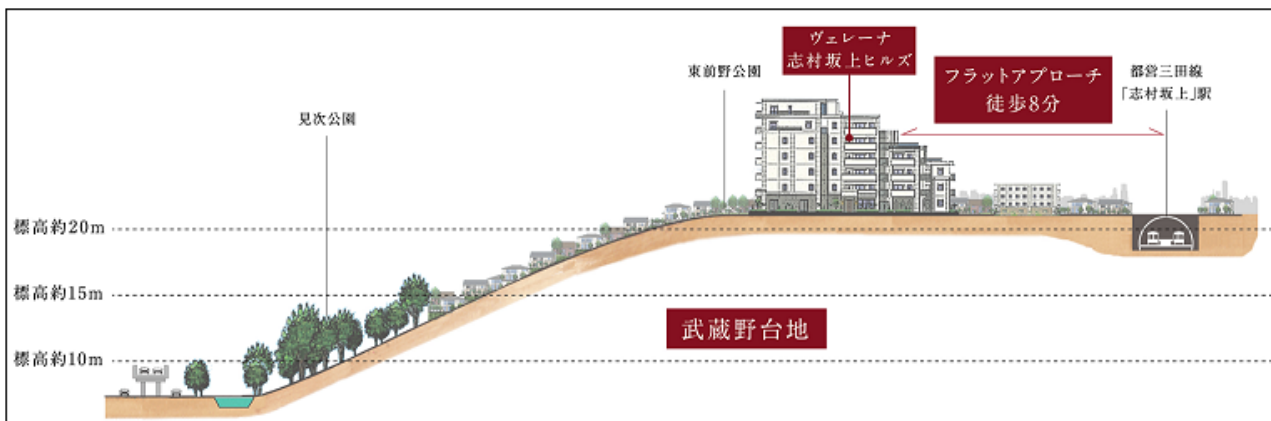 ヴェレーナ
志村坂上ヒルズ
フラットアプローチ
徒歩8分
都営三田線
「志村坂上」駅
東前野公園
見次公園
標高約20m
標高約15m
武蔵野台地
標高約10m